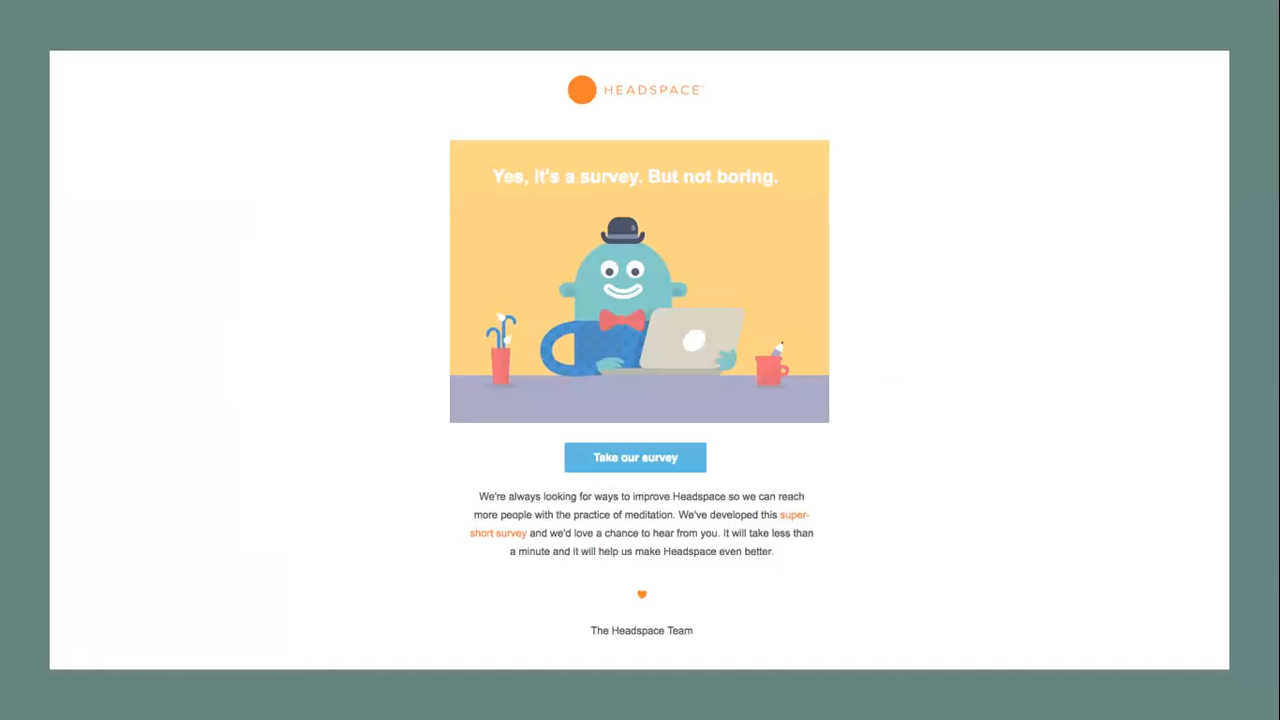 HEADSPACE™
Yes, it's a survey. But not boring.
Take our survey
We're always looking for ways to improve Headspace so we can reach
more people with the practice of meditation. We've developed this super-
short survey and we'd love a chance to hear from you. It will take less than
a minute and it will help us make Headspace even better.
The Headspace Team